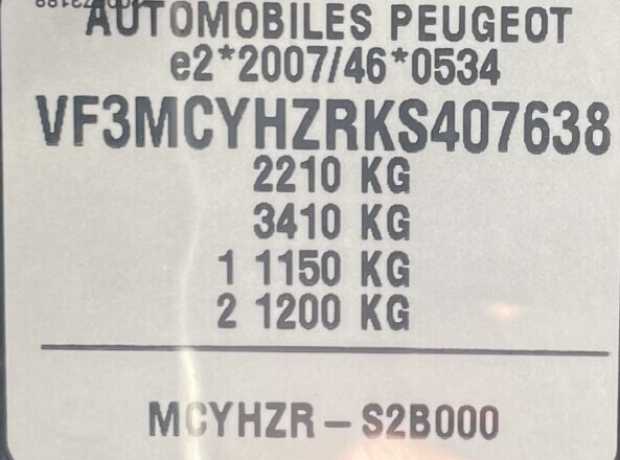 AUTOMOBILES PEUGEOT
e2*2007/46*0534
VF3MCYHZRKS407638
2210 KG
3410 KG
1 1150 KG
2 1200 KG
MCYHZR – S2B000